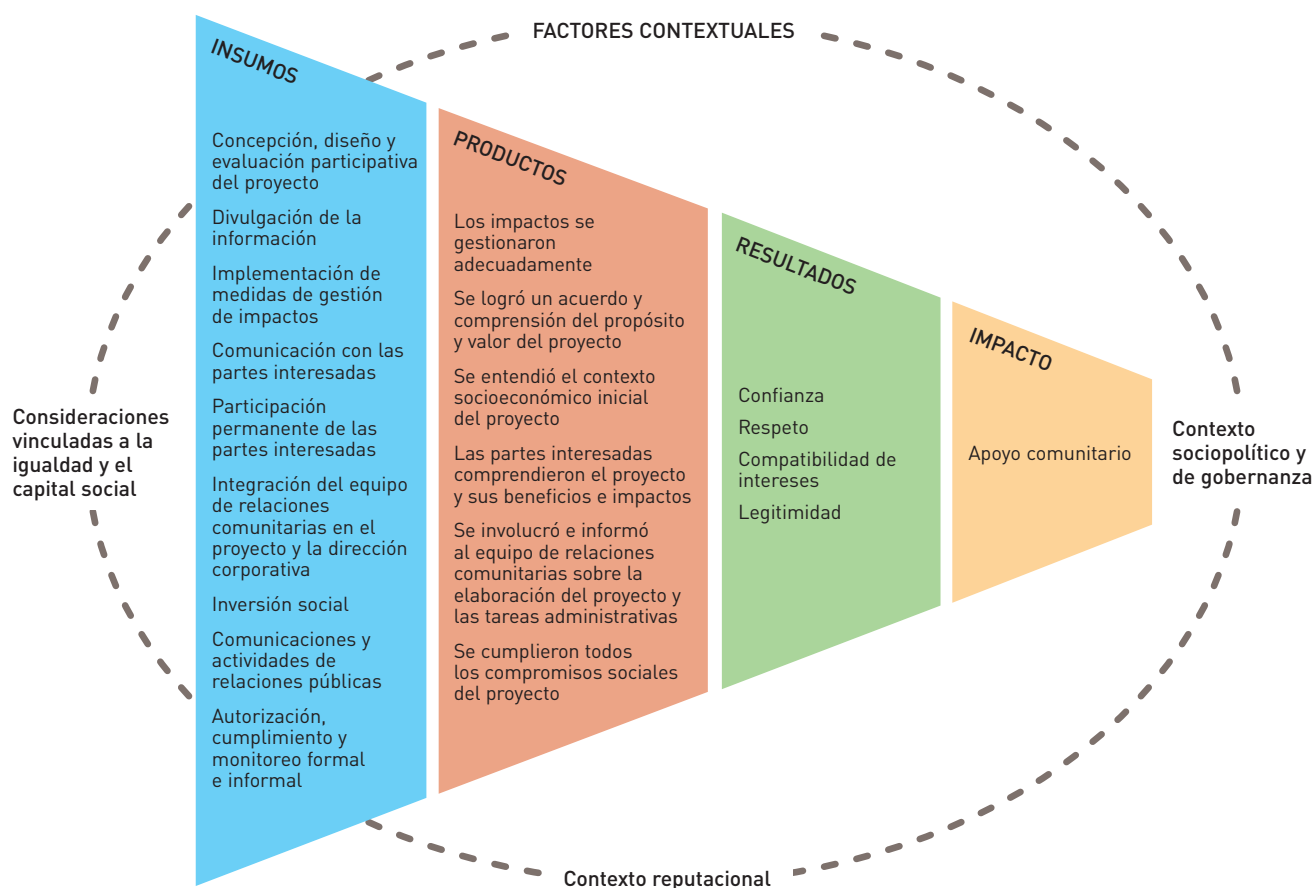 FACTORES CONTEXTUALES
INSUMOS
Concepción, diseño y
evaluación participativa
del proyecto
Divulgación de la
información
Implementación de
medidas de gestión
de impactos
Comunicación con las
partes interesadas
Participación
permanente de las
partes interesadas
Integración del equipo
de relaciones
comunitarias en el
proyecto y la dirección
corporativa
Inversión social
Comunicaciones y
actividades de
relaciones públicas
Autorización,
cumplimiento y
monitoreo formal
e informal
PRODUCTOS
Los impactos se
gestionaron
adecuadamente
Se logró un acuerdo y
comprensión del propósito
y valor del proyecto
Se entendió el contexto
socioeconómico inicial
del proyecto
Las partes interesadas
comprendieron el proyecto
y sus beneficios e impactos
Se involucró e informó
al equipo de relaciones
comunitarias sobre la
elaboración del proyecto y
las tareas administrativas
Se cumplieron todos
los compromisos sociales
del proyecto
RESULTADOS
Confianza
Respeto
Compatibilidad de
intereses
Legitimidad
IMPACTO
Apoyo comunitario
Consideraciones
vinculadas a la
igualdad y el
capital social
Contexto
sociopolítico y
de gobernanza
Contexto reputacional